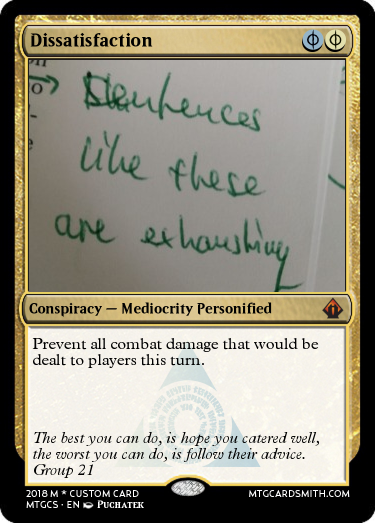 Dissatisfaction
Sentences
like these
are exhausting
Conspiracy — Mediocrity Personified
Prevent all combat damage that would be
dealt to players this turn.
The best you can do, is hope you catered well,
the worst you can do, is follow their advice.
Group 21
2018 M * CUSTOM CARD
MTGCS • EN PUCHATEK
MTGCARDSMITH.COM